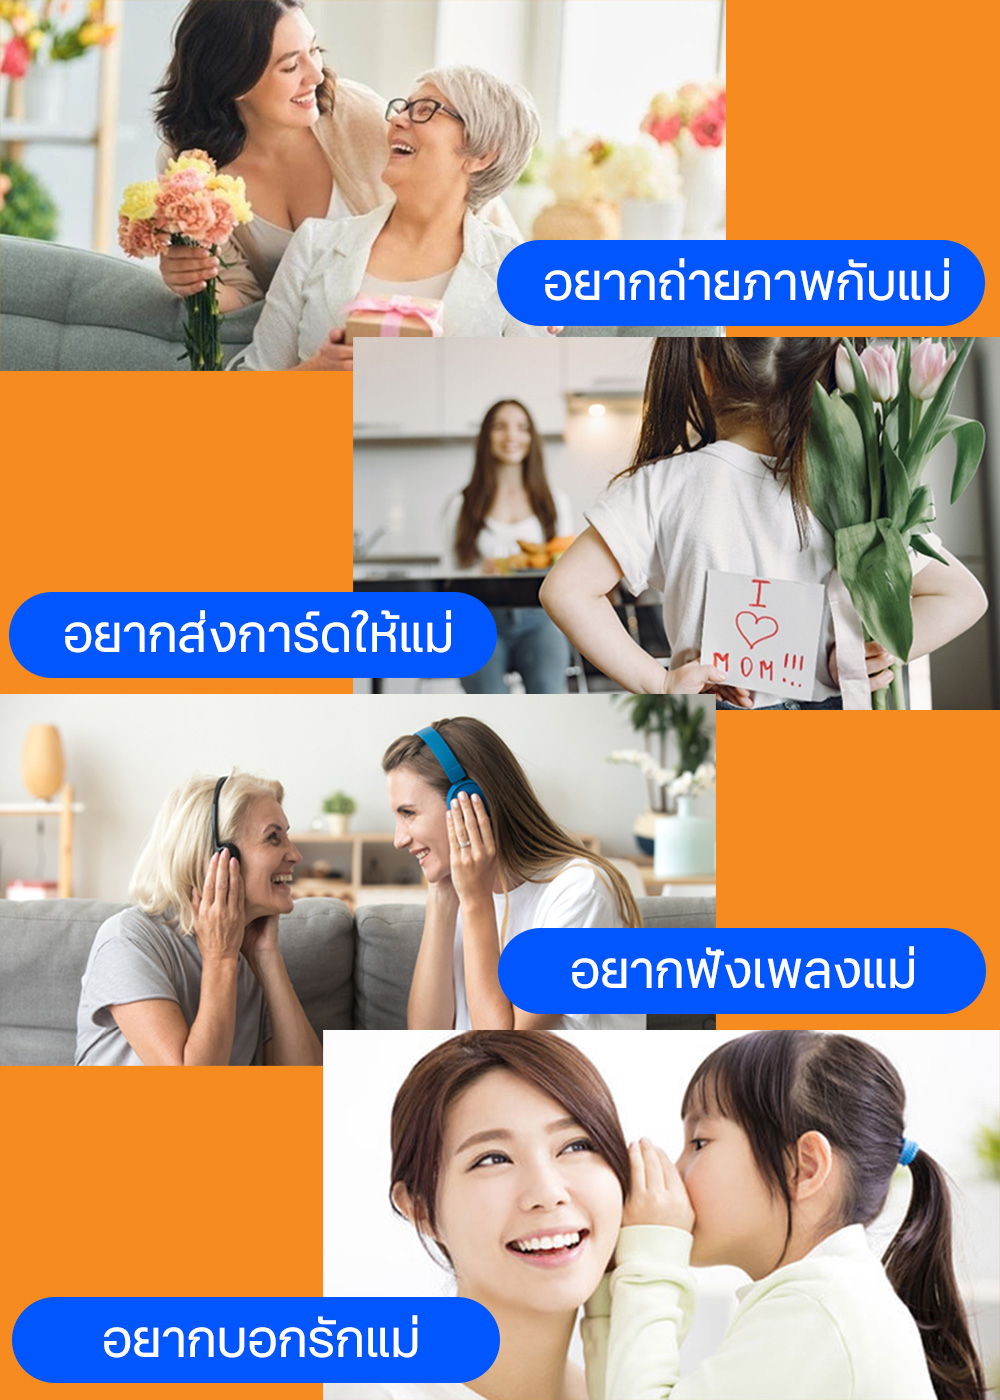 อยากถ่ายภาพกับแม่
อยากส่งการ์ดให้แม่
I
MOM!!!
อยากฟังเพลงแม่
อยากบอกรักแม่